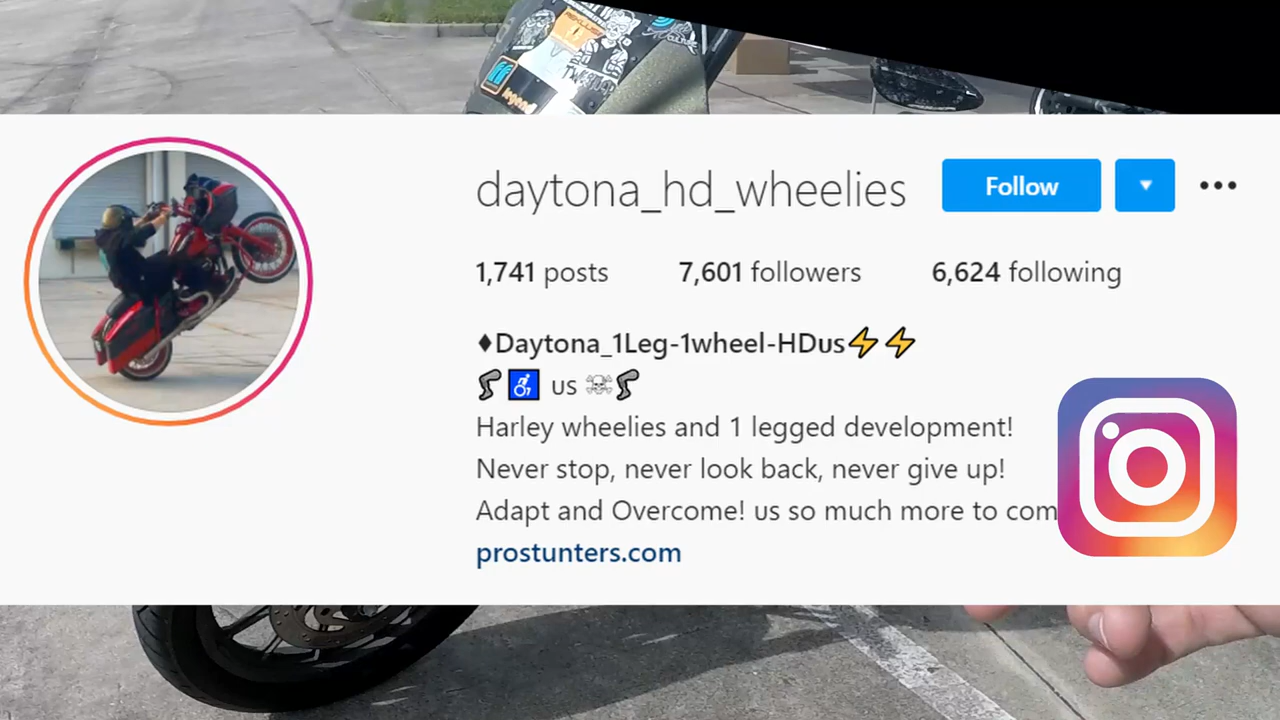 legend
daytona_hd_wheelies Follow ▼ •••
1,741 posts 7,601 followers 6,624 following
♦Daytona_1Leg-1wheel-HDus⚡⚡
🦿♿ us ☠🦿
Harley wheelies and 1 legged development!
Never stop, never look back, never give up!
Adapt and Overcome! us so much more to com
prostunters.com